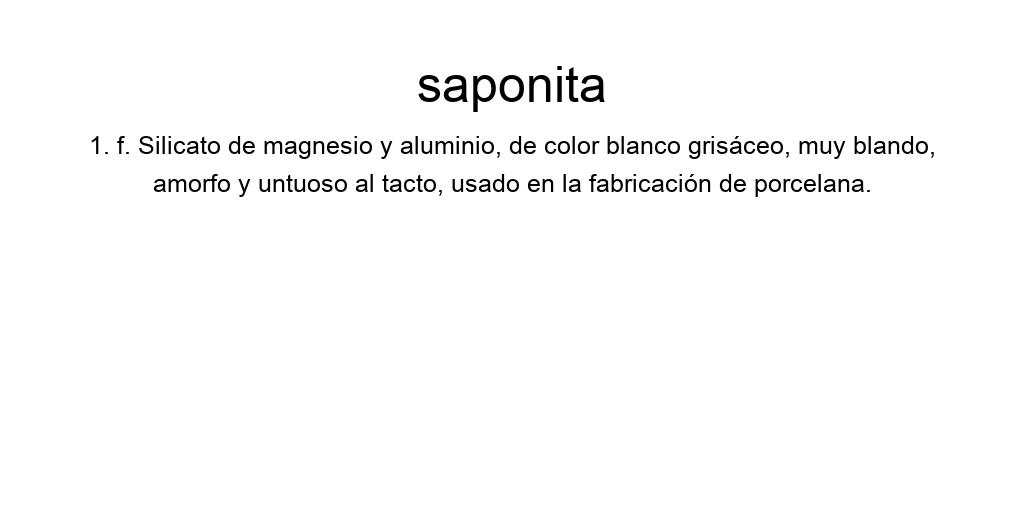 saponita
1. f. Silicato de magnesio y aluminio, de color blanco grisáceo, muy blando,
amorfo y untuoso al tacto, usado en la fabricación de porcelana.